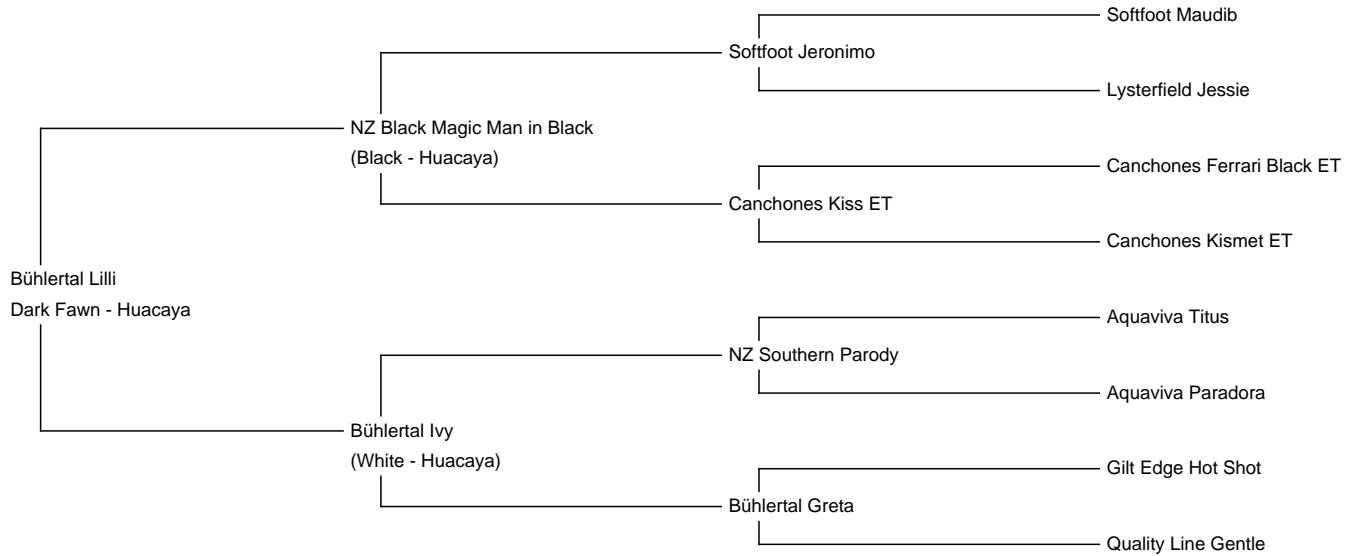 Softfoot Maudib
Softfoot Jeronimo
Lysterfield Jessie
NZ Black Magic Man in Black
(Black - Huacaya)
Canchones Ferrari Black ET
Canchones Kiss ET
Canchones Kismet ET
Bühlertal Lilli
Dark Fawn - Huacaya
Aquaviva Titus
NZ Southern Parody
Aquaviva Paradora
Bühlertal Ivy
(White - Huacaya)
Gilt Edge Hot Shot
Bühlertal Greta
Quality Line Gentle